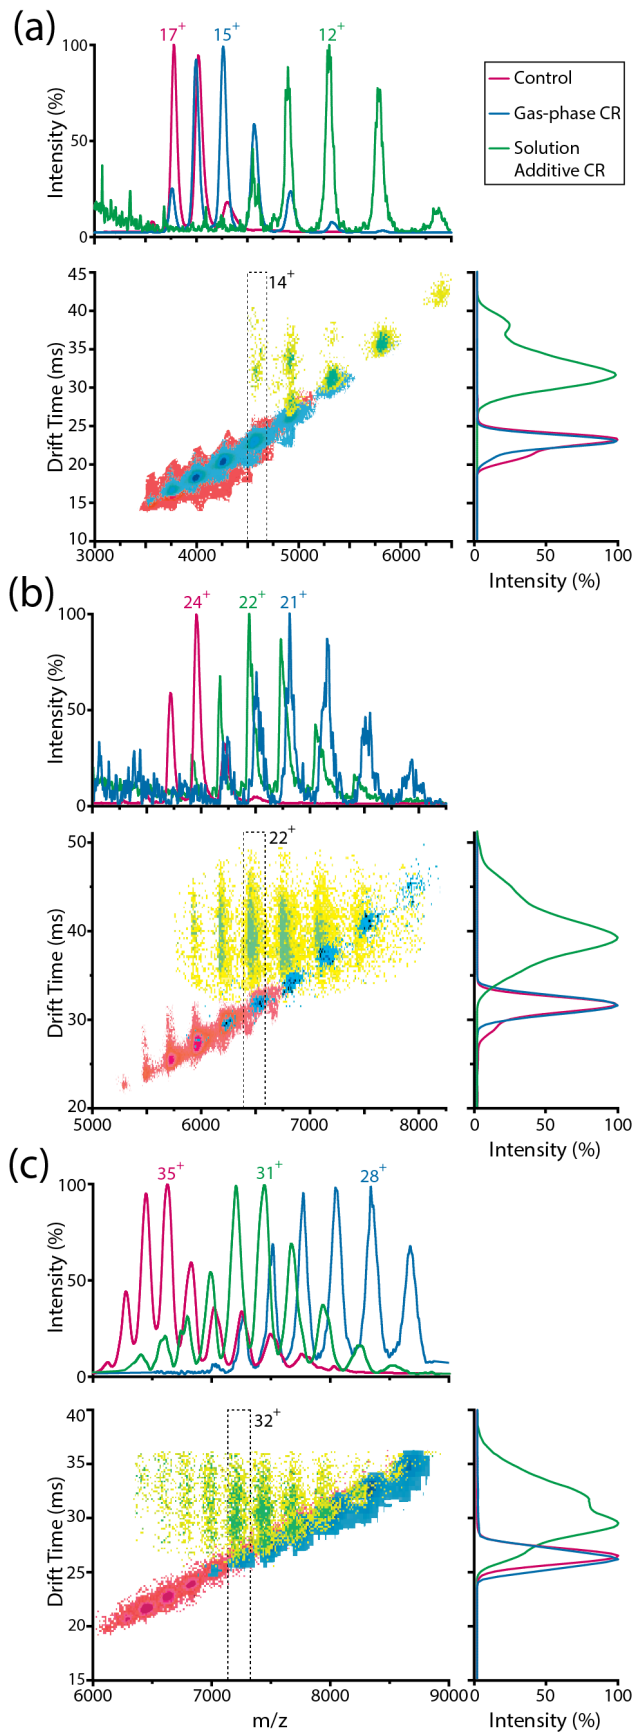 (a)
17+ 15+ 12+
100
50
0
Intensity (%)
Control
Gas-phase CR
Solution
Additive CR
14+
45
40
35
30
25
20
15
10
Drift Time (ms)
3000 4000 5000 6000
0 50 100
Intensity (%)
(b)
24+ 22+ 21+
100
50
0
Intensity (%)
22+
50
40
30
20
Drift Time (ms)
5000 6000 7000 8000
0 50 100
Intensity (%)
(c)
35+ 31+ 28+
100
50
0
Intensity (%)
32+
40
35
30
25
20
15
Drift Time (ms)
6000 7000 8000 9000
m/z
0 50 100
Intensity (%)